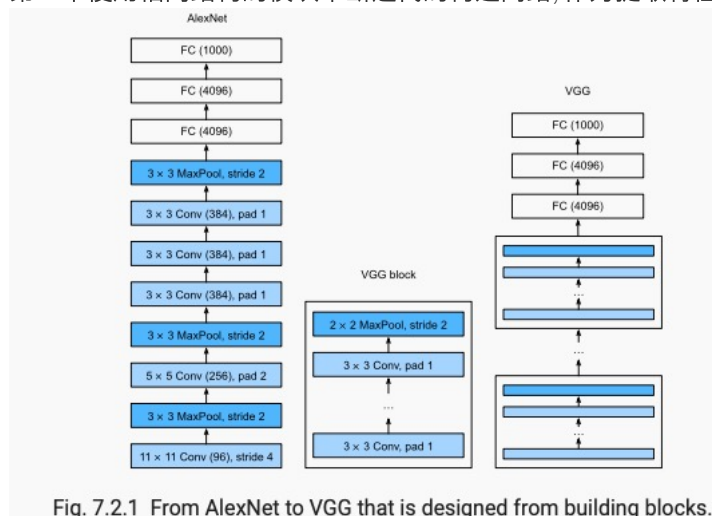 AlexNet
FC (1000)
FC (4096)
FC (4096)
3 × 3 MaxPool, stride 2
3 × 3 Conv (384), pad 1
3 × 3 Conv (384), pad 1
3 × 3 Conv (384), pad 1
3 × 3 MaxPool, stride 2
5 × 5 Conv (256), pad 2
3 × 3 MaxPool, stride 2
11 × 11 Conv (96), stride 4
VGG block
2 × 2 MaxPool, stride 2
3 × 3 Conv, pad 1
...
3 × 3 Conv, pad 1
VGG
FC (1000)
FC (4096)
FC (4096)
...
...
...
Fig. 7.2.1 From AlexNet to VGG that is designed from building blocks.